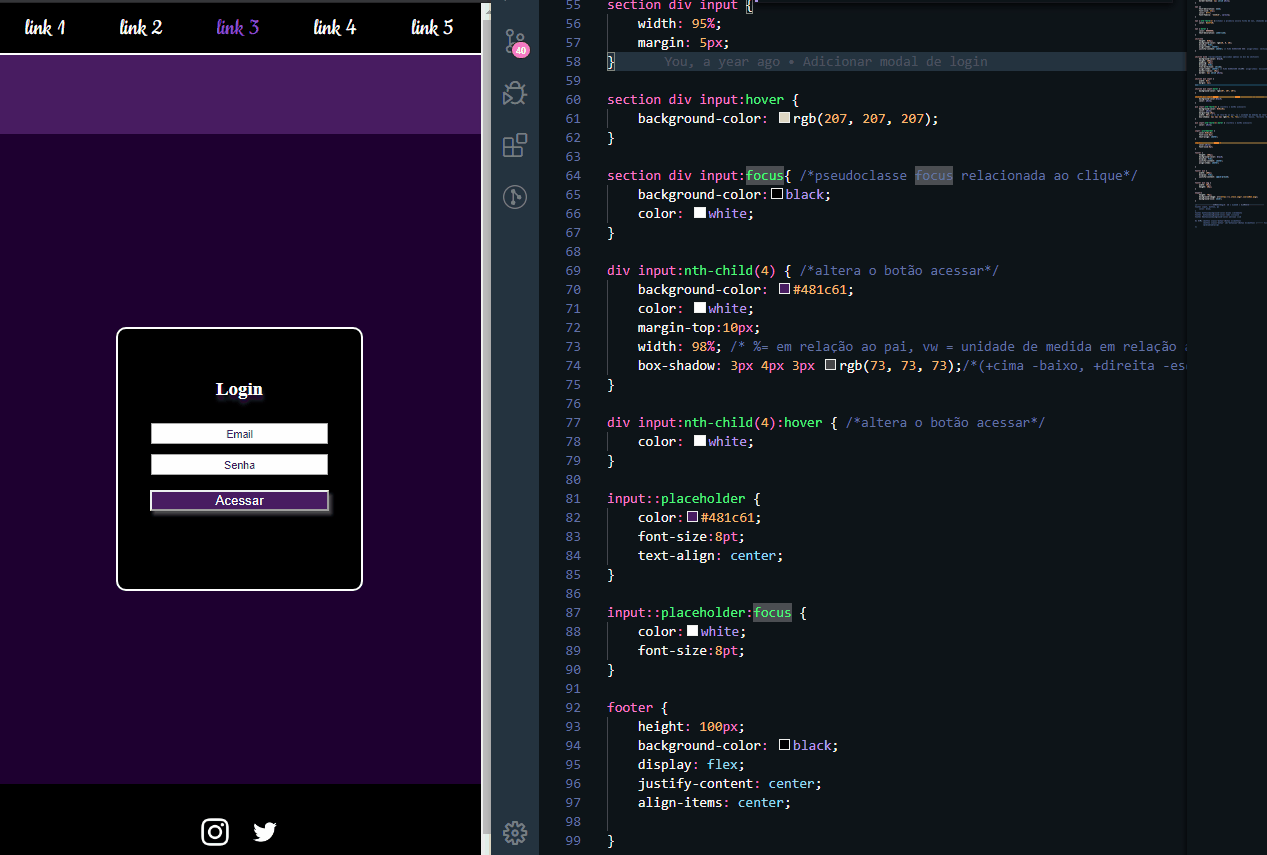 link 1 link 2 link 3 link 4 link 5
Login
Email
Senha
Acessar
40
55 section div input {
56 width: 95%;
57 margin: 5px;
58 } You, a year ago • Adicionar modal de login
59
60 section div input:hover {
61 background-color: rgb(207, 207, 207);
62 }
63
64 section div input:focus{ /*pseudoclasse focus relacionada ao clique*/
65 background-color: black;
66 color: white;
67 }
68
69 div input:nth-child(4) { /*altera o botão acessar*/
70 background-color: #481c61;
71 color: white;
72 margin-top:10px;
73 width: 98%; /* %= em relação ao pai, vw = unidade de medida em relação
74 box-shadow: 3px 4px 3px rgb(73, 73, 73);/*(+cima -baixo, +direita
75 }
76
77 div input:nth-child(4):hover { /*altera o botão acessar*/
78 color: white;
79 }
80
81 input::placeholder {
82 color: #481c61;
83 font-size:8pt;
84 text-align: center;
85 }
86
87 input::placeholder:focus {
88 color: white;
89 font-size:8pt;
90 }
91
92 footer {
93 height: 100px;
94 background-color: black;
95 display: flex;
96 justify-content: center;
97 align-items: center;
98
99 }